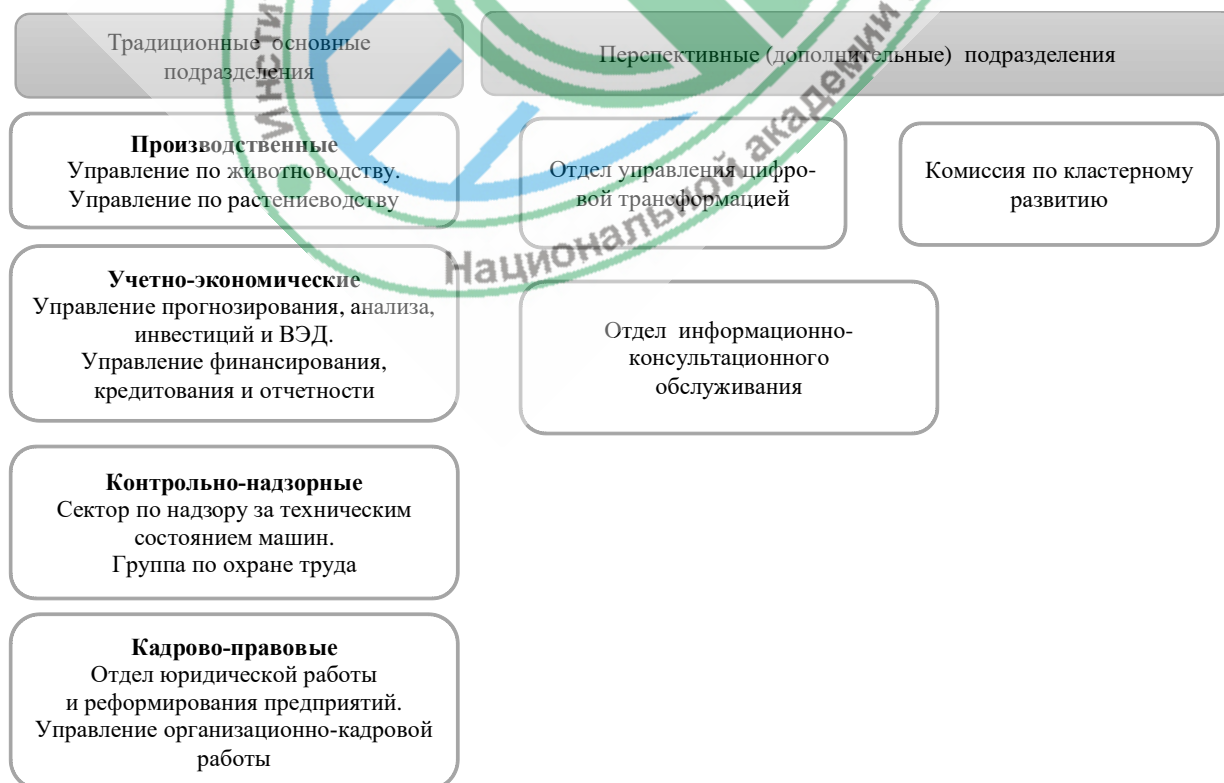 Традиционные основные
подразделения
Перспективные (дополнительные) подразделения
Производственные
Управление по животноводству.
Управление по растениеводству
Учетно-экономические
Управление прогнозирования, анализа,
инвестиций и ВЭД.
Управление финансирования,
кредитования и отчетности
Контрольно-надзорные
Сектор по надзору за техническим
состоянием машин.
Группа по охране труда
Кадрово-правовые
Отдел юридической работы
и реформирования предприятий.
Управление организационно-кадровой
работы
Отдел управления цифро-
вой трансформацией
Комиссия по кластерному
развитию
Отдел информационно-
консультационного
обслуживания
Национальной академии